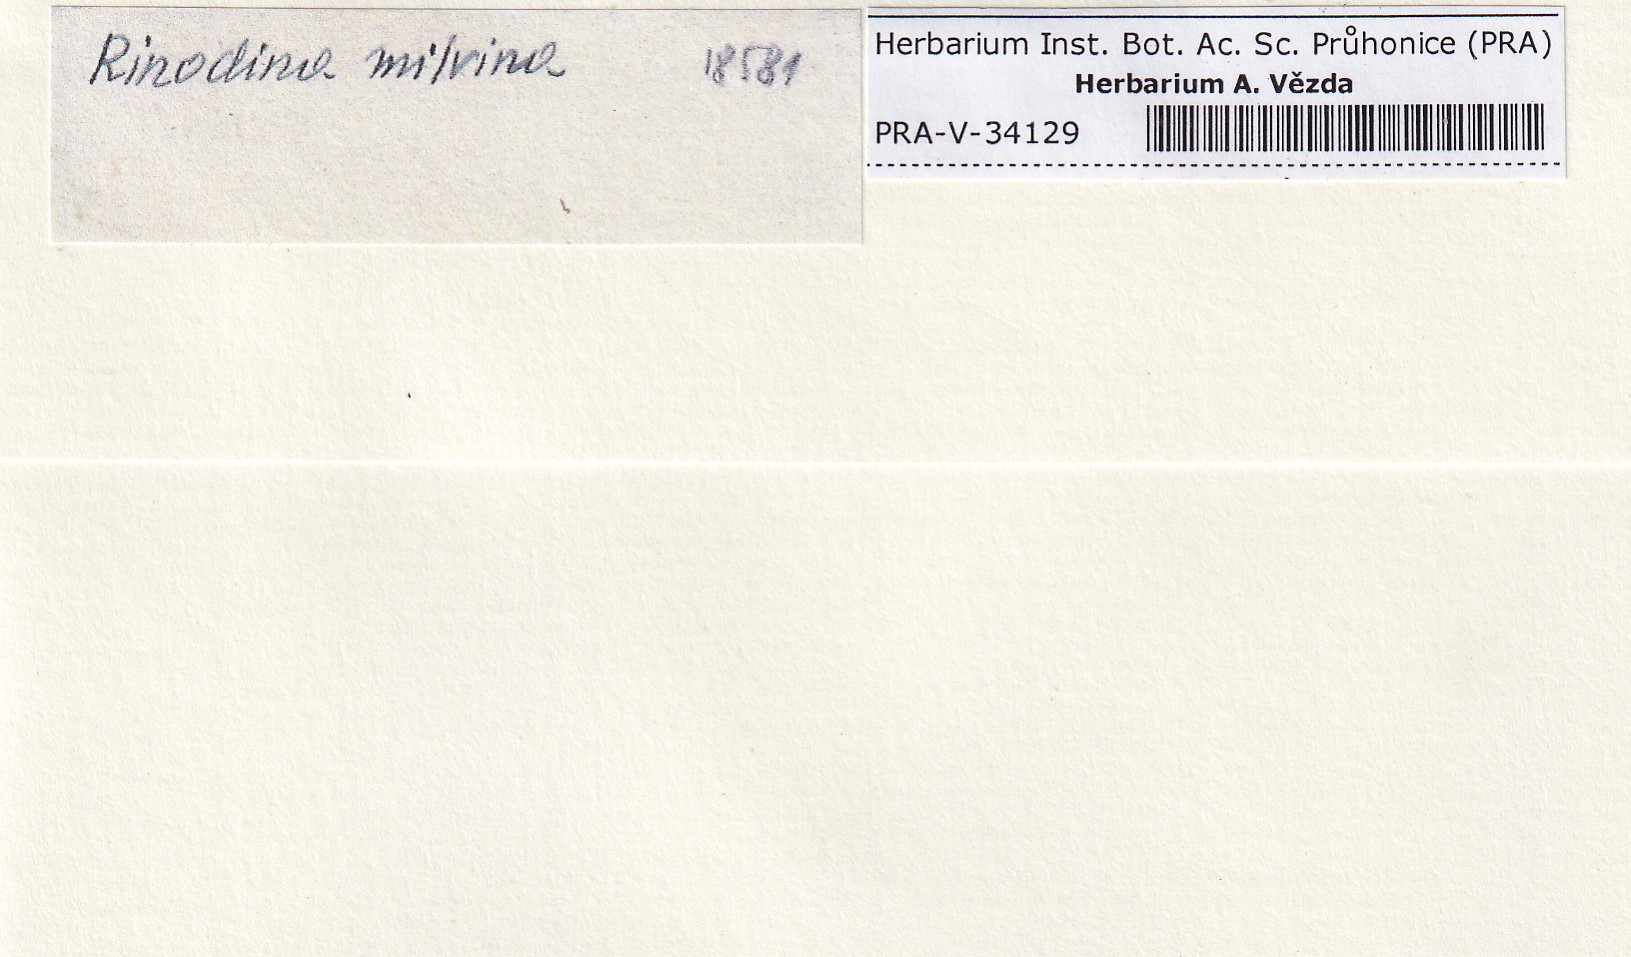 Rinodina milvina 18581
Herbarium Inst. Bot. Ac. Sc. Průhonice (PRA)
Herbarium A. Vězda
PRA-V-34129